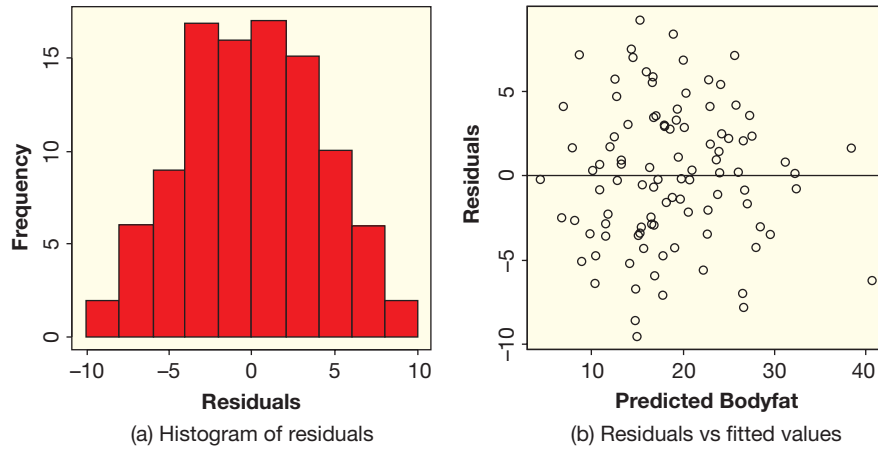 15
10
5
0
Frequency
−10
−5
0
5
10
Residuals
(a) Histogram of residuals
5
0
−5
−10
Residuals
10
20
30
40
Predicted Bodyfat
(b) Residuals vs fitted values